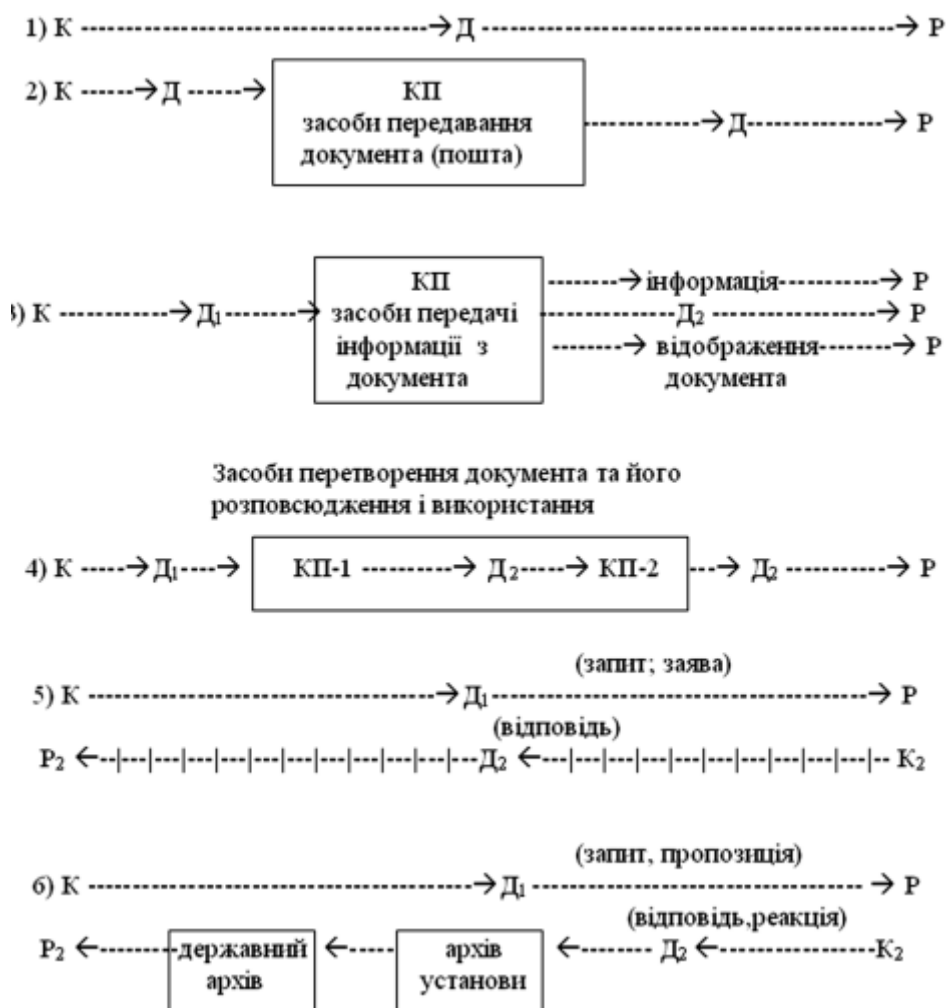 1) К ----------→ Д ----------→ Р
2) К ------→ Д ------→ КП
засоби передавання
документа (пошта)
----------→ Д ----------→ Р
) К ----------→ Д₁ -------→ КП
засоби передачі
інформації з
документа
------→ інформація --------→ Р
---------- Д₂ ----------→ Р
------→ відображення -------→ Р
документа
Засоби перетворення документа та його
розповсюдження і використання
4) К ------→ Д₁ ----→ КП-1 ----------→ Д₂ -----→ КП-2 ---→ Д₂ ----------→ Р
(запит; заява)
5) К ----------→ Д₁ ----------→ Р
(відповідь)
Р₂ ←--|---|---|---|---|---|---|---|---|---|---Д₂ ←--|---|---|---|---|---|---|---|---|---|-- К₂
(запит, пропозиція)
6) К ----------→ Д₁ ----------→ Р
(відповідь,реакція)
Р₂ ←------- державний
архів
←----- архів
установи
←----- Д₂ ←---------- К₂